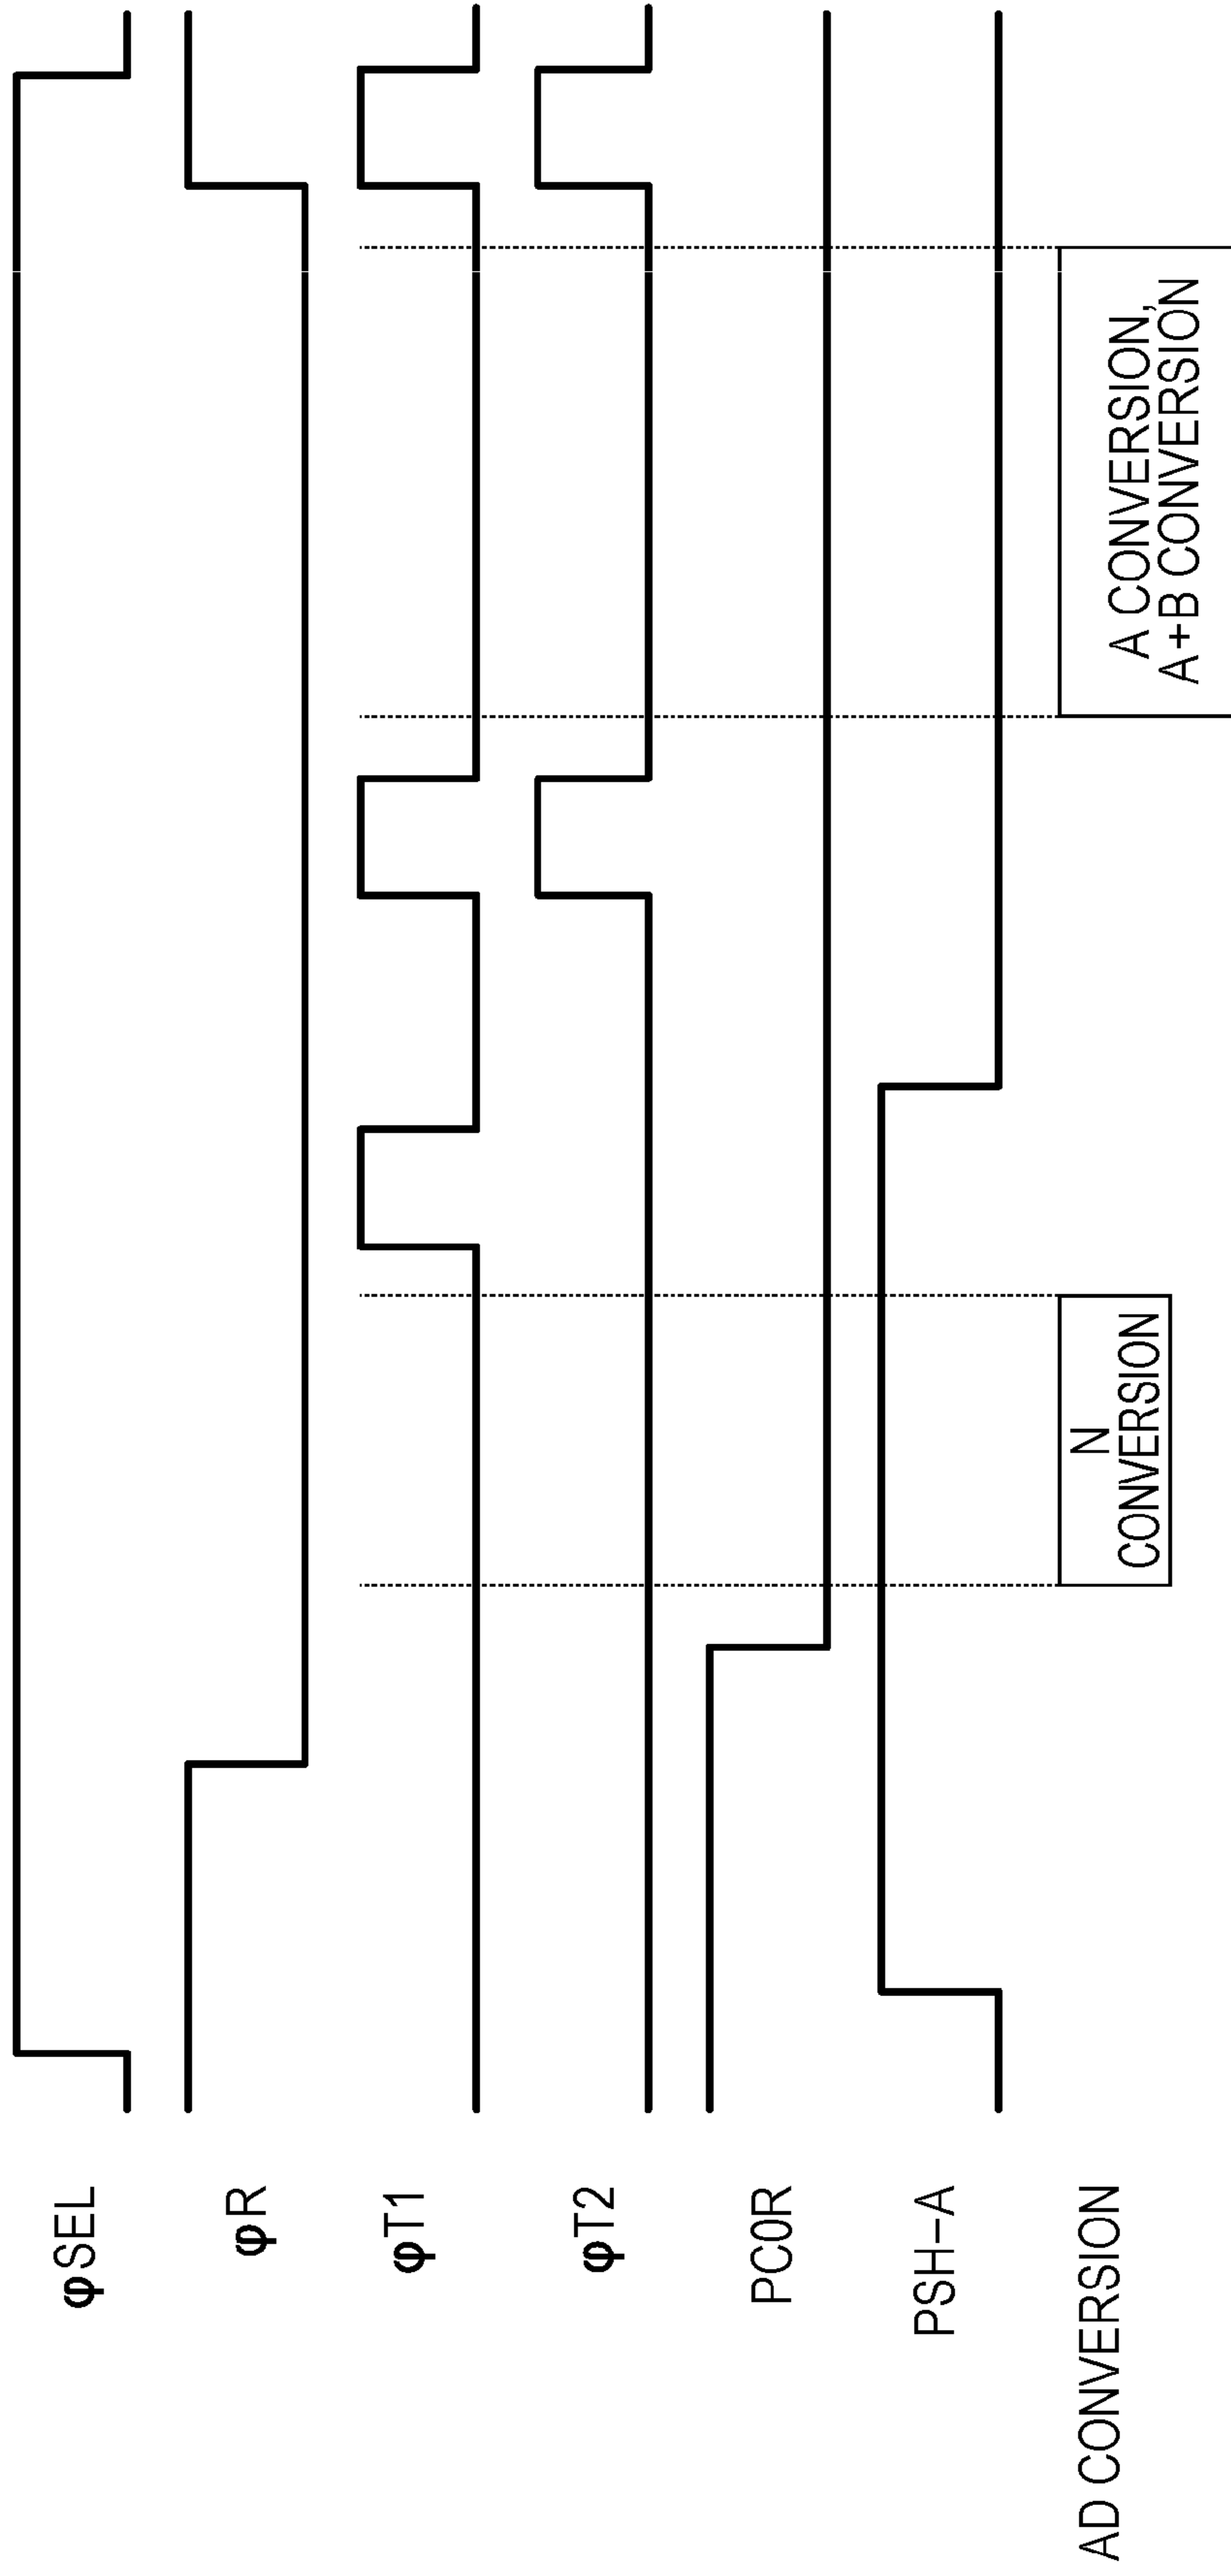 φSEL
φR
φT1
φT2
PC0R
PSH-A
AD CONVERSION
N
CONVERSION
A CONVERSION,
A+B CONVERSION,N